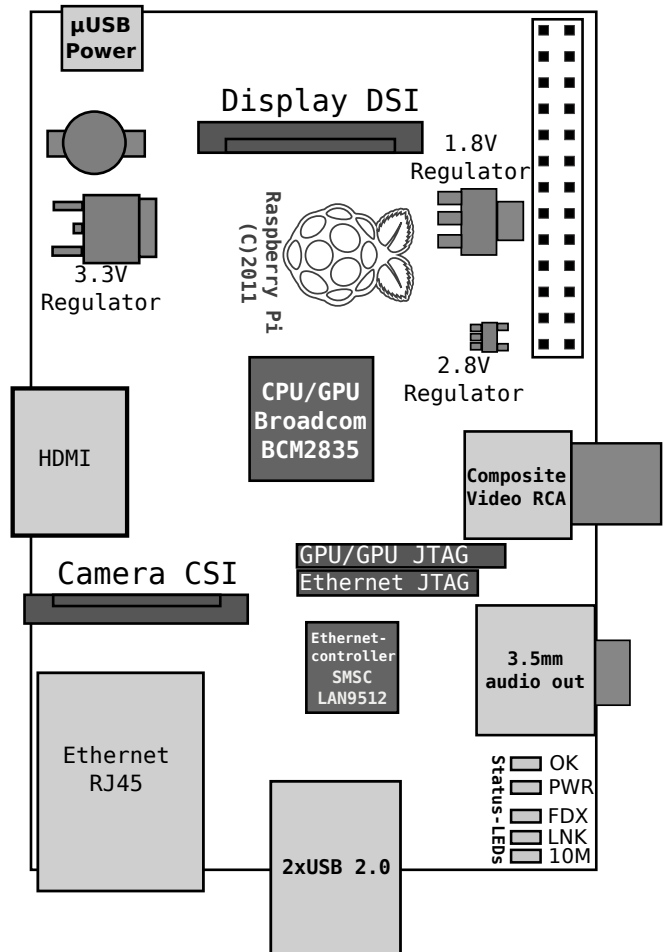 µUSB
Power
Display DSI
1.8V
Regulator
3.3V
Regulator
Raspberry Pi
(C)2011
2.8V
Regulator
CPU/GPU
Broadcom
BCM2835
HDMI
Composite
Video RCA
GPU/GPU JTAG
Ethernet JTAG
Camera CSI
Ethernet-
controller
SMSC
LAN9512
3.5mm
audio out
Ethernet
RJ45
Status-LEDs
OK
PWR
FDX
LNK
10M
2xUSB 2.0